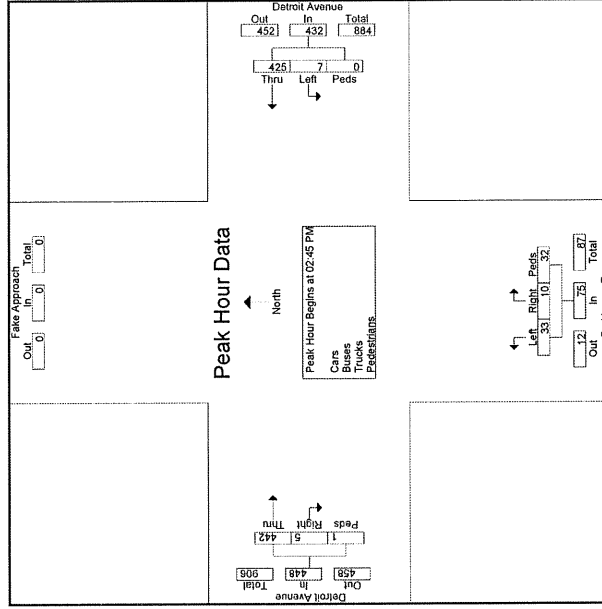 Fake Approach
Out In Total
0 0 0
Peak Hour Data
North
Peak Hour Begins at 02:45 PM
Cars
Buses
Trucks
Pedestrians
Detroit Avenue
Out In Total
452 432 884
425 7 0
Thru Left Peds
Detroit Avenue
Total In Out
906 448 458
442 5 1
Thru Right Peds
Left Right Peds
33 10 32
12 75 87
Out In Total